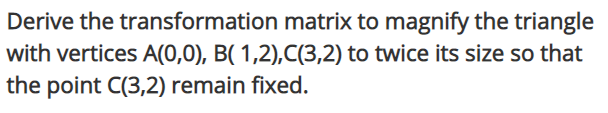 Derive the transformation matrix to magnify the triangle
with vertices A(0,0), B( 1,2),C(3,2) to twice its size so that
the point C(3,2) remain fixed.